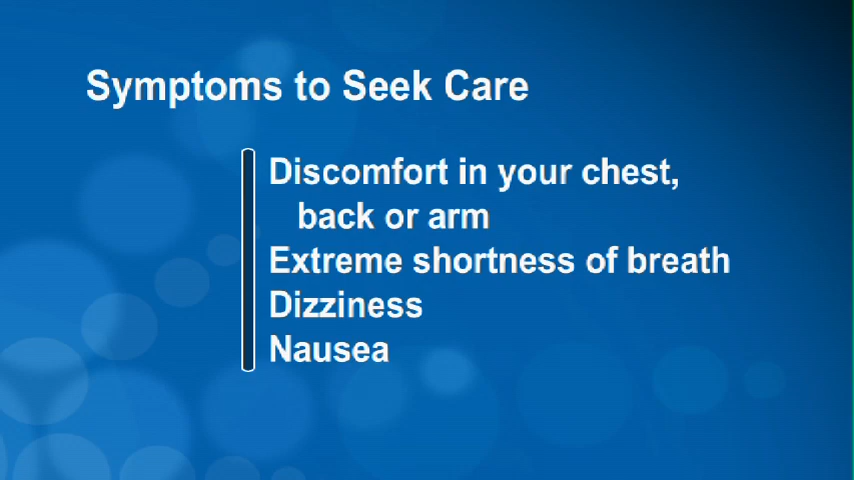 Symptoms to Seek Care
Discomfort in your chest,
back or arm
Extreme shortness of breath
Dizziness
Nausea